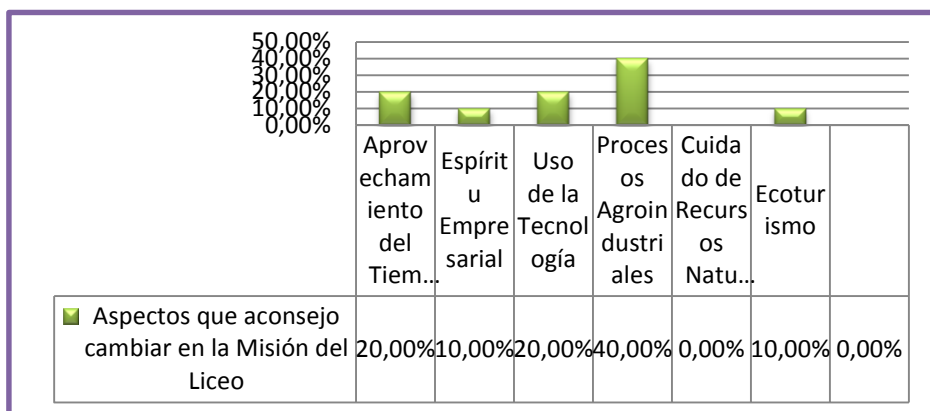 50,00%
40,00%
30,00%
20,00%
10,00%
0,00%
Aprov
echam
iento
del
Tiem...
Espírit
u
Empre
sarial
Uso
de la
Tecnol
ogía
Proces
os
Agroin
dustri
ales
Cuida
do de
Recurs
os
Natu...
Ecotur
ismo
Aspectos que aconsejo
cambiar en la Misión del
Liceo
20,00% 10,00% 20,00% 40,00% 0,00% 10,00% 0,00%